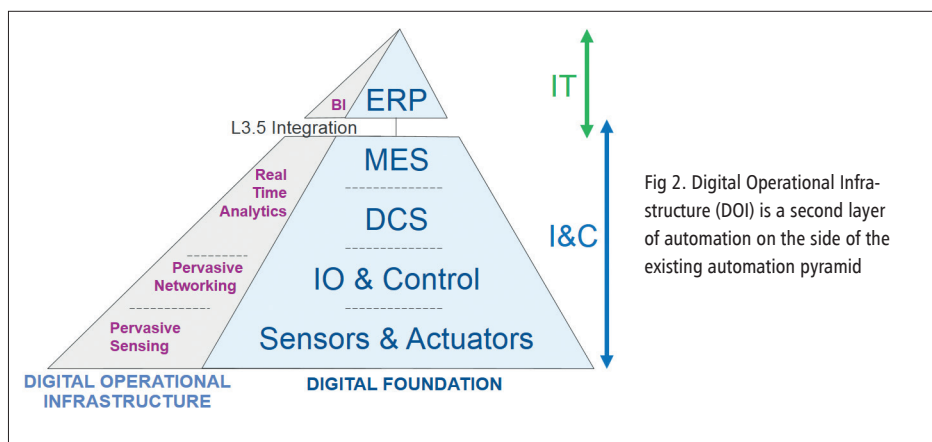 BI
ERP
IT
L3.5 Integration
MES
Real
Time
Analytics
DCS
I&C
Pervasive
Networking
IO & Control
Pervasive
Sensing
Sensors & Actuators
DIGITAL OPERATIONAL
INFRASTRUCTURE
DIGITAL FOUNDATION
Fig 2. Digital Operational Infra-
structure (DOI) is a second layer
of automation on the side of the
existing automation pyramid